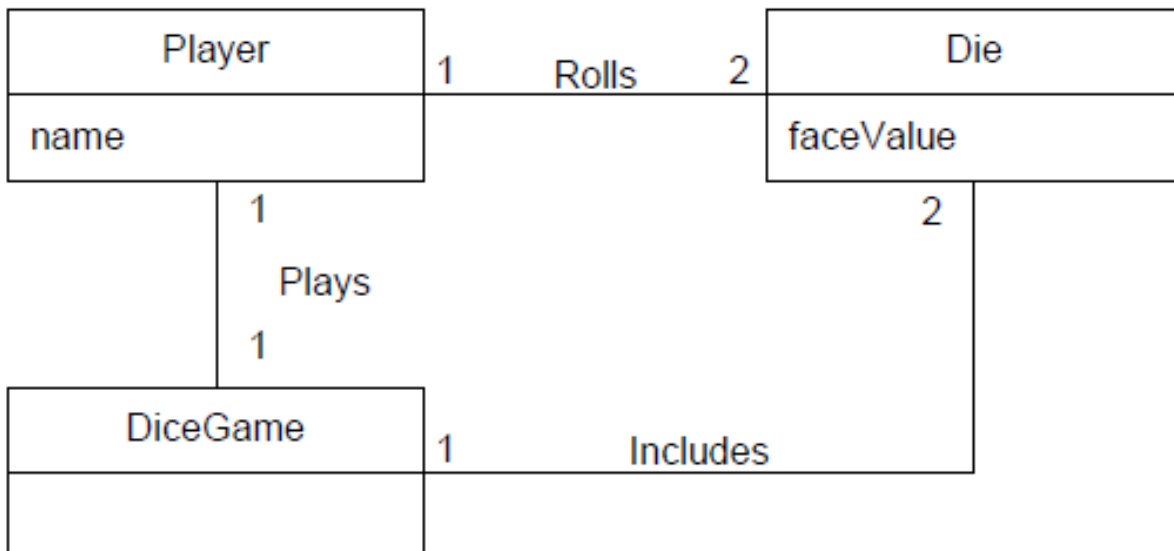 Player
Die
1 Rolls 2
name
faceValue
1
2
Plays
1
DiceGame
1 Includes